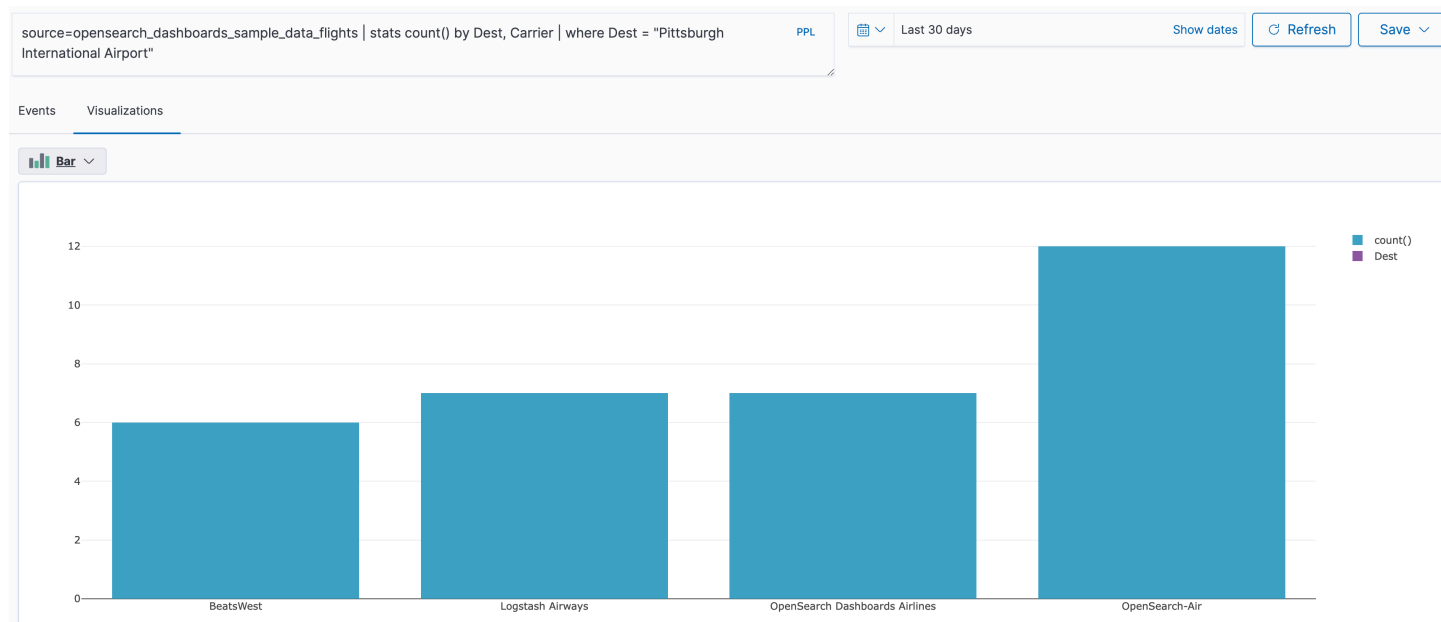 source=opensearch_dashboards_sample_data_flights | stats count() by Dest, Carrier | where Dest = "Pittsburgh
International Airport"
PPL
Last 30 days
Show dates
Refresh
Save
Events
Visualizations
Bar
12
10
8
6
4
2
0
BeatsWest
Logstash Airways
OpenSearch Dashboards Airlines
OpenSearch-Air
count()
Dest